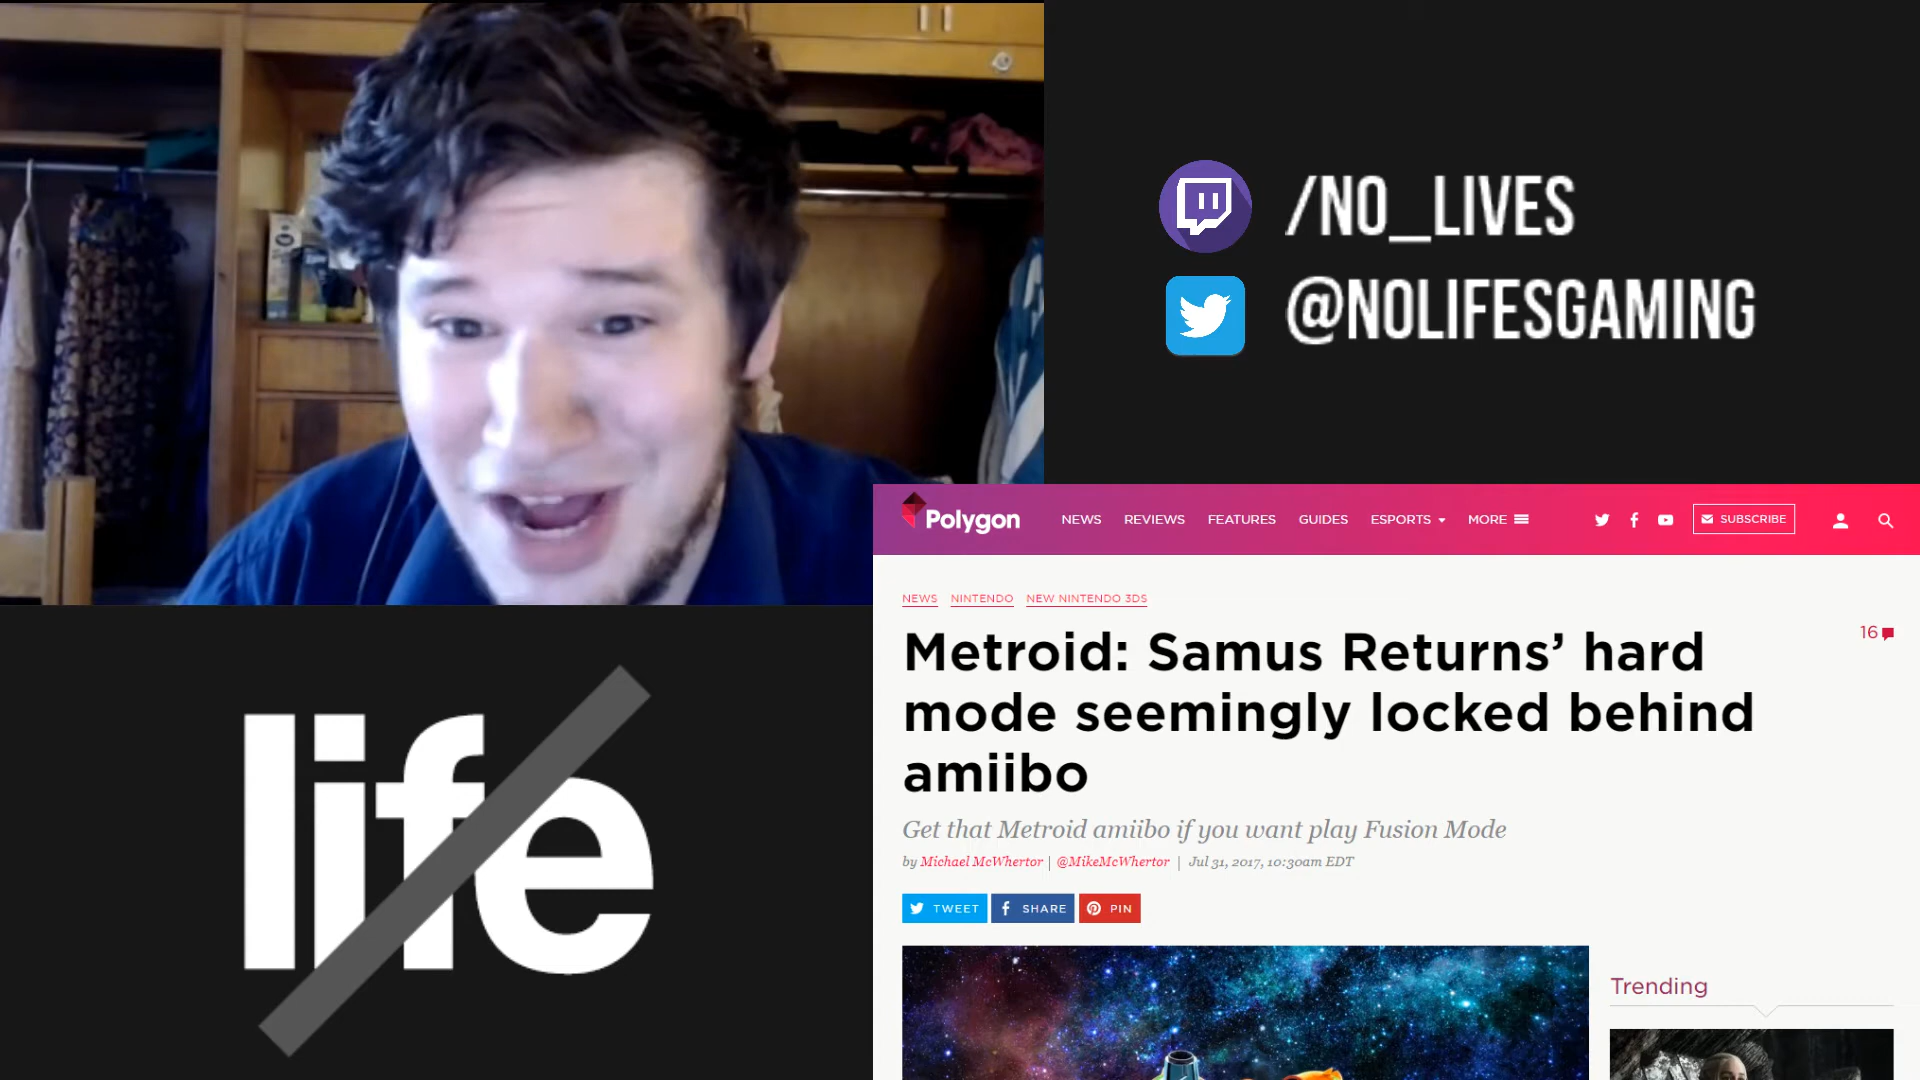 /NO_LIVES
@NOLIFESGAMING
Polygon
NEWS REVIEWS FEATURES GUIDES ESPORTS MORE SUBSCRIBE
NEWS NINTENDO NEW NINTENDO 3DS
Metroid: Samus Returns’ hard
mode seemingly locked behind
amiibo
16
Get that Metroid amiibo if you want play Fusion Mode
by Michael McWhertor | @MikeMcWhertor | Jul 31, 2017, 10:30am EDT
TWEET SHARE PIN
Trending
life